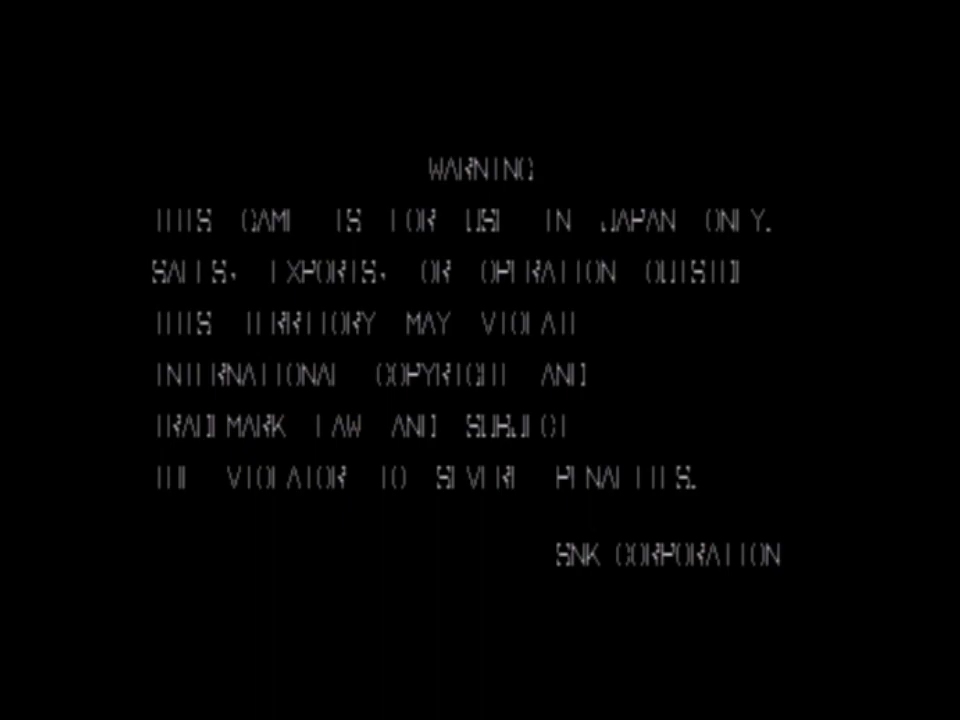 WARNING
THIS GAME IS FOR USE IN JAPAN ONLY.
SALES, EXPORTS, OR OPERATION OUTSIDE
THIS TERRITORY MAY VIOLATE
INTERNATIONAL COPYRIGHT AND
TRADEMARK LAW AND SUBJECT
THE VIOLATOR TO SEVERE PENALTIES.
SNK CORPORATION